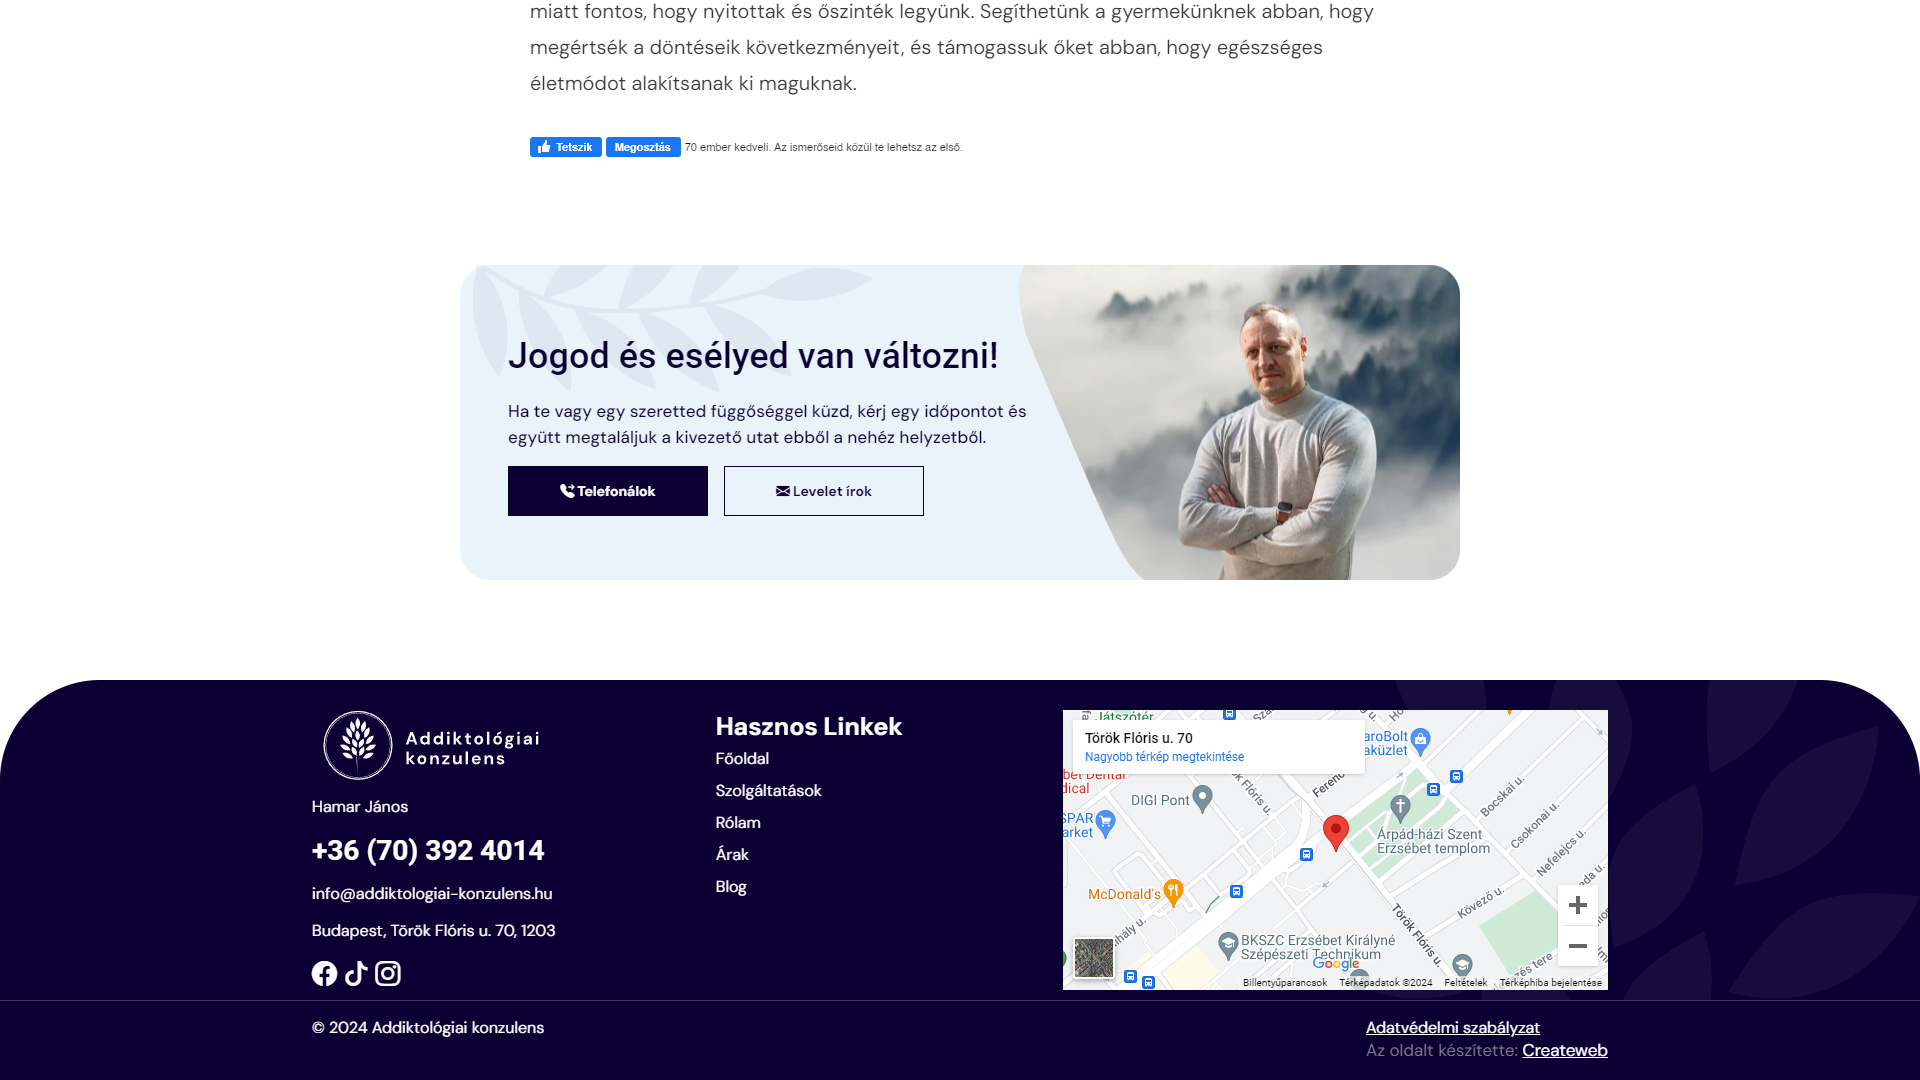 miatt fontos, hogy nyitottak és őszinték legyünk. Segíthetünk a gyermekünknek abban, hogy
megértsék a döntéseik következményeit, és támogassuk őket abban, hogy egészséges
életmódot alakítsanak ki maguknak.
Tetszik
Megosztás
70 ember kedveli. Az ismerőseid közül te lehetsz az első.
Jogod és esélyed van változni!
Ha te vagy egy szeretted függőséggel küzd, kérj egy időpontot és
együtt megtaláljuk a kivezető utat ebből a nehéz helyzetből.
Telefonálok
Levelet írok
Addiktológiai
konzulens
Hamar János
+36 (70) 392 4014
info@addiktologiai-konzulens.hu
Budapest, Török Flóris u. 70, 1203
Hasznos Linkek
Főoldal
Szolgáltatások
Rólam
Árak
Blog
Játszótér
Török Flóris u. 70
Nagyobb térkép megtekintése
DIGI Pont
SPAR
McDonald's
Árpád-házi Szent
Erzsébet templom
Bocskai u.
Csokonai u.
Nefelejcs u.
Kövező u.
Török Flóris u.
BKSZC Erzsébet Királyné
Szépészeti Technikum
Google
Billentyűparancsok
Térképadatok ©2024
Feltételek
Térképhiba bejelentése
© 2024 Addiktológiai konzulens
Adatvédelmi szabályzat
Az oldalt készítette: Createweb